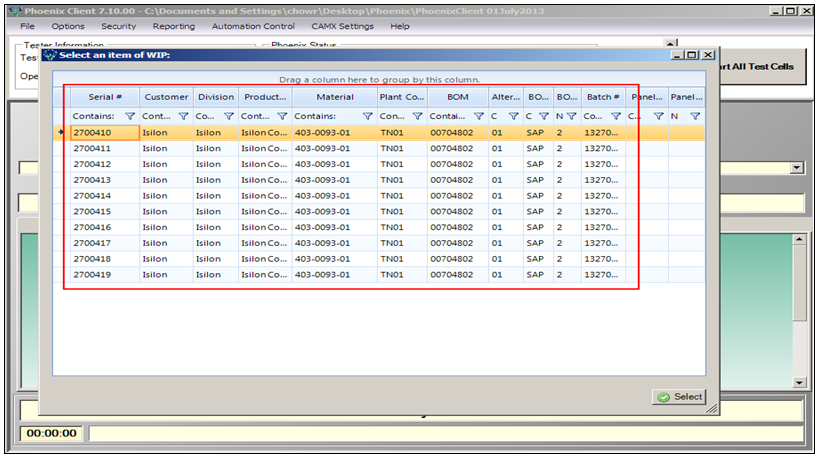 Phoenix Client 7.10.00 - C:\Documents and Settings\chowr\Desktop\Phoenix\PhoenixClient 01July2013
File Options Security Reporting Automation Control CAMX Settings Help
Tester Information Phoenix Status
Select an item of WIP:
rt All Test Cells
Drag a column here to group by this column.
Serial # Customer Division Product... Material Plant Co... BOM Alter... BO... BO... Batch # Panel... Panel...
Contains: Cont... Co... Cont... Contains: Con... Contai... C C N Co... C... N
2700410 Isilon Isilon Isilon Co... 403-0093-01 TN01 00704802 01 SAP 2 13270...
2700411 Isilon Isilon Isilon Co... 403-0093-01 TN01 00704802 01 SAP 2 13270...
2700412 Isilon Isilon Isilon Co... 403-0093-01 TN01 00704802 01 SAP 2 13270...
2700413 Isilon Isilon Isilon Co... 403-0093-01 TN01 00704802 01 SAP 2 13270...
2700414 Isilon Isilon Isilon Co... 403-0093-01 TN01 00704802 01 SAP 2 13270...
2700415 Isilon Isilon Isilon Co... 403-0093-01 TN01 00704802 01 SAP 2 13270...
2700416 Isilon Isilon Isilon Co... 403-0093-01 TN01 00704802 01 SAP 2 13270...
2700417 Isilon Isilon Isilon Co... 403-0093-01 TN01 00704802 01 SAP 2 13270...
2700418 Isilon Isilon Isilon Co... 403-0093-01 TN01 00704802 01 SAP 2 13270...
2700419 Isilon Isilon Isilon Co... 403-0093-01 TN01 00704802 01 SAP 2 13270...
Select
00:00:00